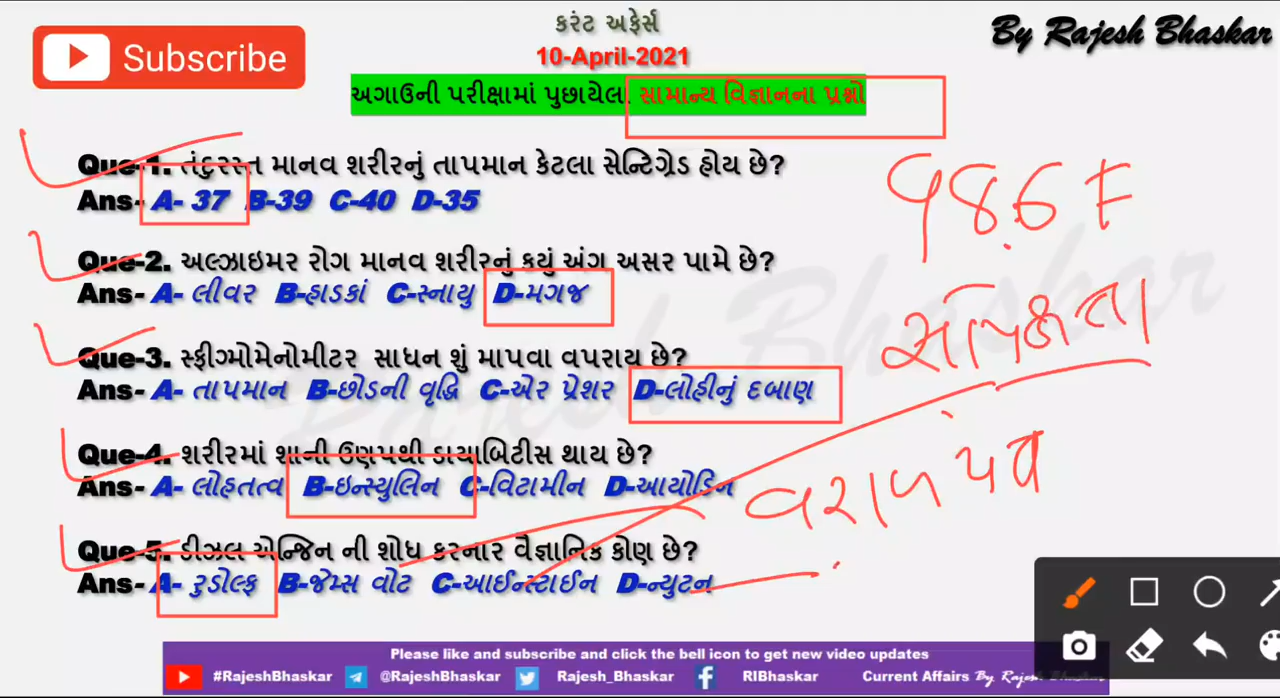 કરંટ અફેર્સ
By Rajesh Bhaskar
Subscribe
10-April-2021
અગાઉની પરીક્ષામાં પુછાયેલા સામાન્ય વિજ્ઞાનના પ્રશ્નો
Que-1. તંદુરસ્ત માનવ શરીરનું તાપમાન કેટલા સેન્ટિગ્રેડ હોય છે?
Ans- A- 37 B-39 C-40 D-35
98.6 F
Que-2. અલ્ઝાઇમર રોગ માનવ શરીરનું કયું અંગ અસર પામે છે?
Ans- A- લીવર B-હાડકાં C-સ્નાયુ D-મગજ
સાપેક્ષતા
Que-3. સ્ફીગ્મોમેનોમીટર સાધન શું માપવા વપરાય છે?
Ans- A- તાપમાન B-છોડની વૃદ્ધિ C-એર પ્રેશર D-લોહીનું દબાણ
Que-4. શરીરમાં શાની ઉણપથી ડાયાબિટીસ થાય છે?
Ans- A- લોહતત્વ B-ઇન્સ્યુલિન C-વિટામીન D-આયોડિન
વરાળ યંત્ર
Que-5. ડીઝલ એન્જિન ની શોધ કરનાર વૈજ્ઞાનિક કોણ છે?
Ans- A- રુડોલ્ફ B-જેમ્સ વોટ C-આઈન્સ્ટાઈન D-ન્યુટન
Please like and subscribe and click the bell icon to get new video updates
#RajeshBhaskar @RajeshBhaskar Rajesh_Bhaskar RIBhaskar Current Affairs By Rajesh Bhaskar
Rajesh Bhaskar